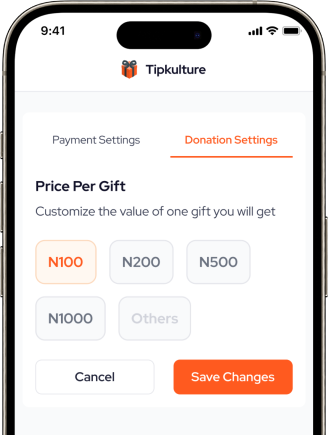 9:41
Tipkulture
Payment Settings Donation Settings
Price Per Gift
Customize the value of one gift you will get
N100 N200 N500
N1000 Others
Cancel Save Changes